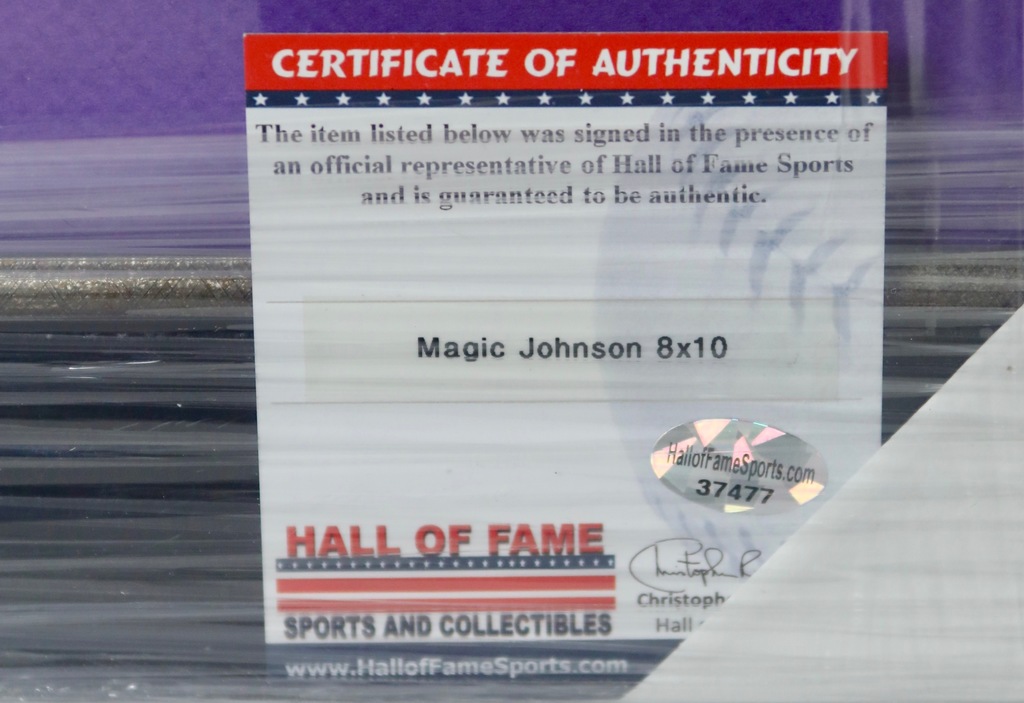 CERTIFICATE OF AUTHENTICITY
The item listed below was signed in the presence of
an official representative of Hall of Fame Sports
and is guaranteed to be authentic.
Magic Johnson 8x10
HallofFameSports.com
37477
HALL OF FAME
SPORTS AND COLLECTIBLES
www.HallofFameSports.com
Christoph
Hall